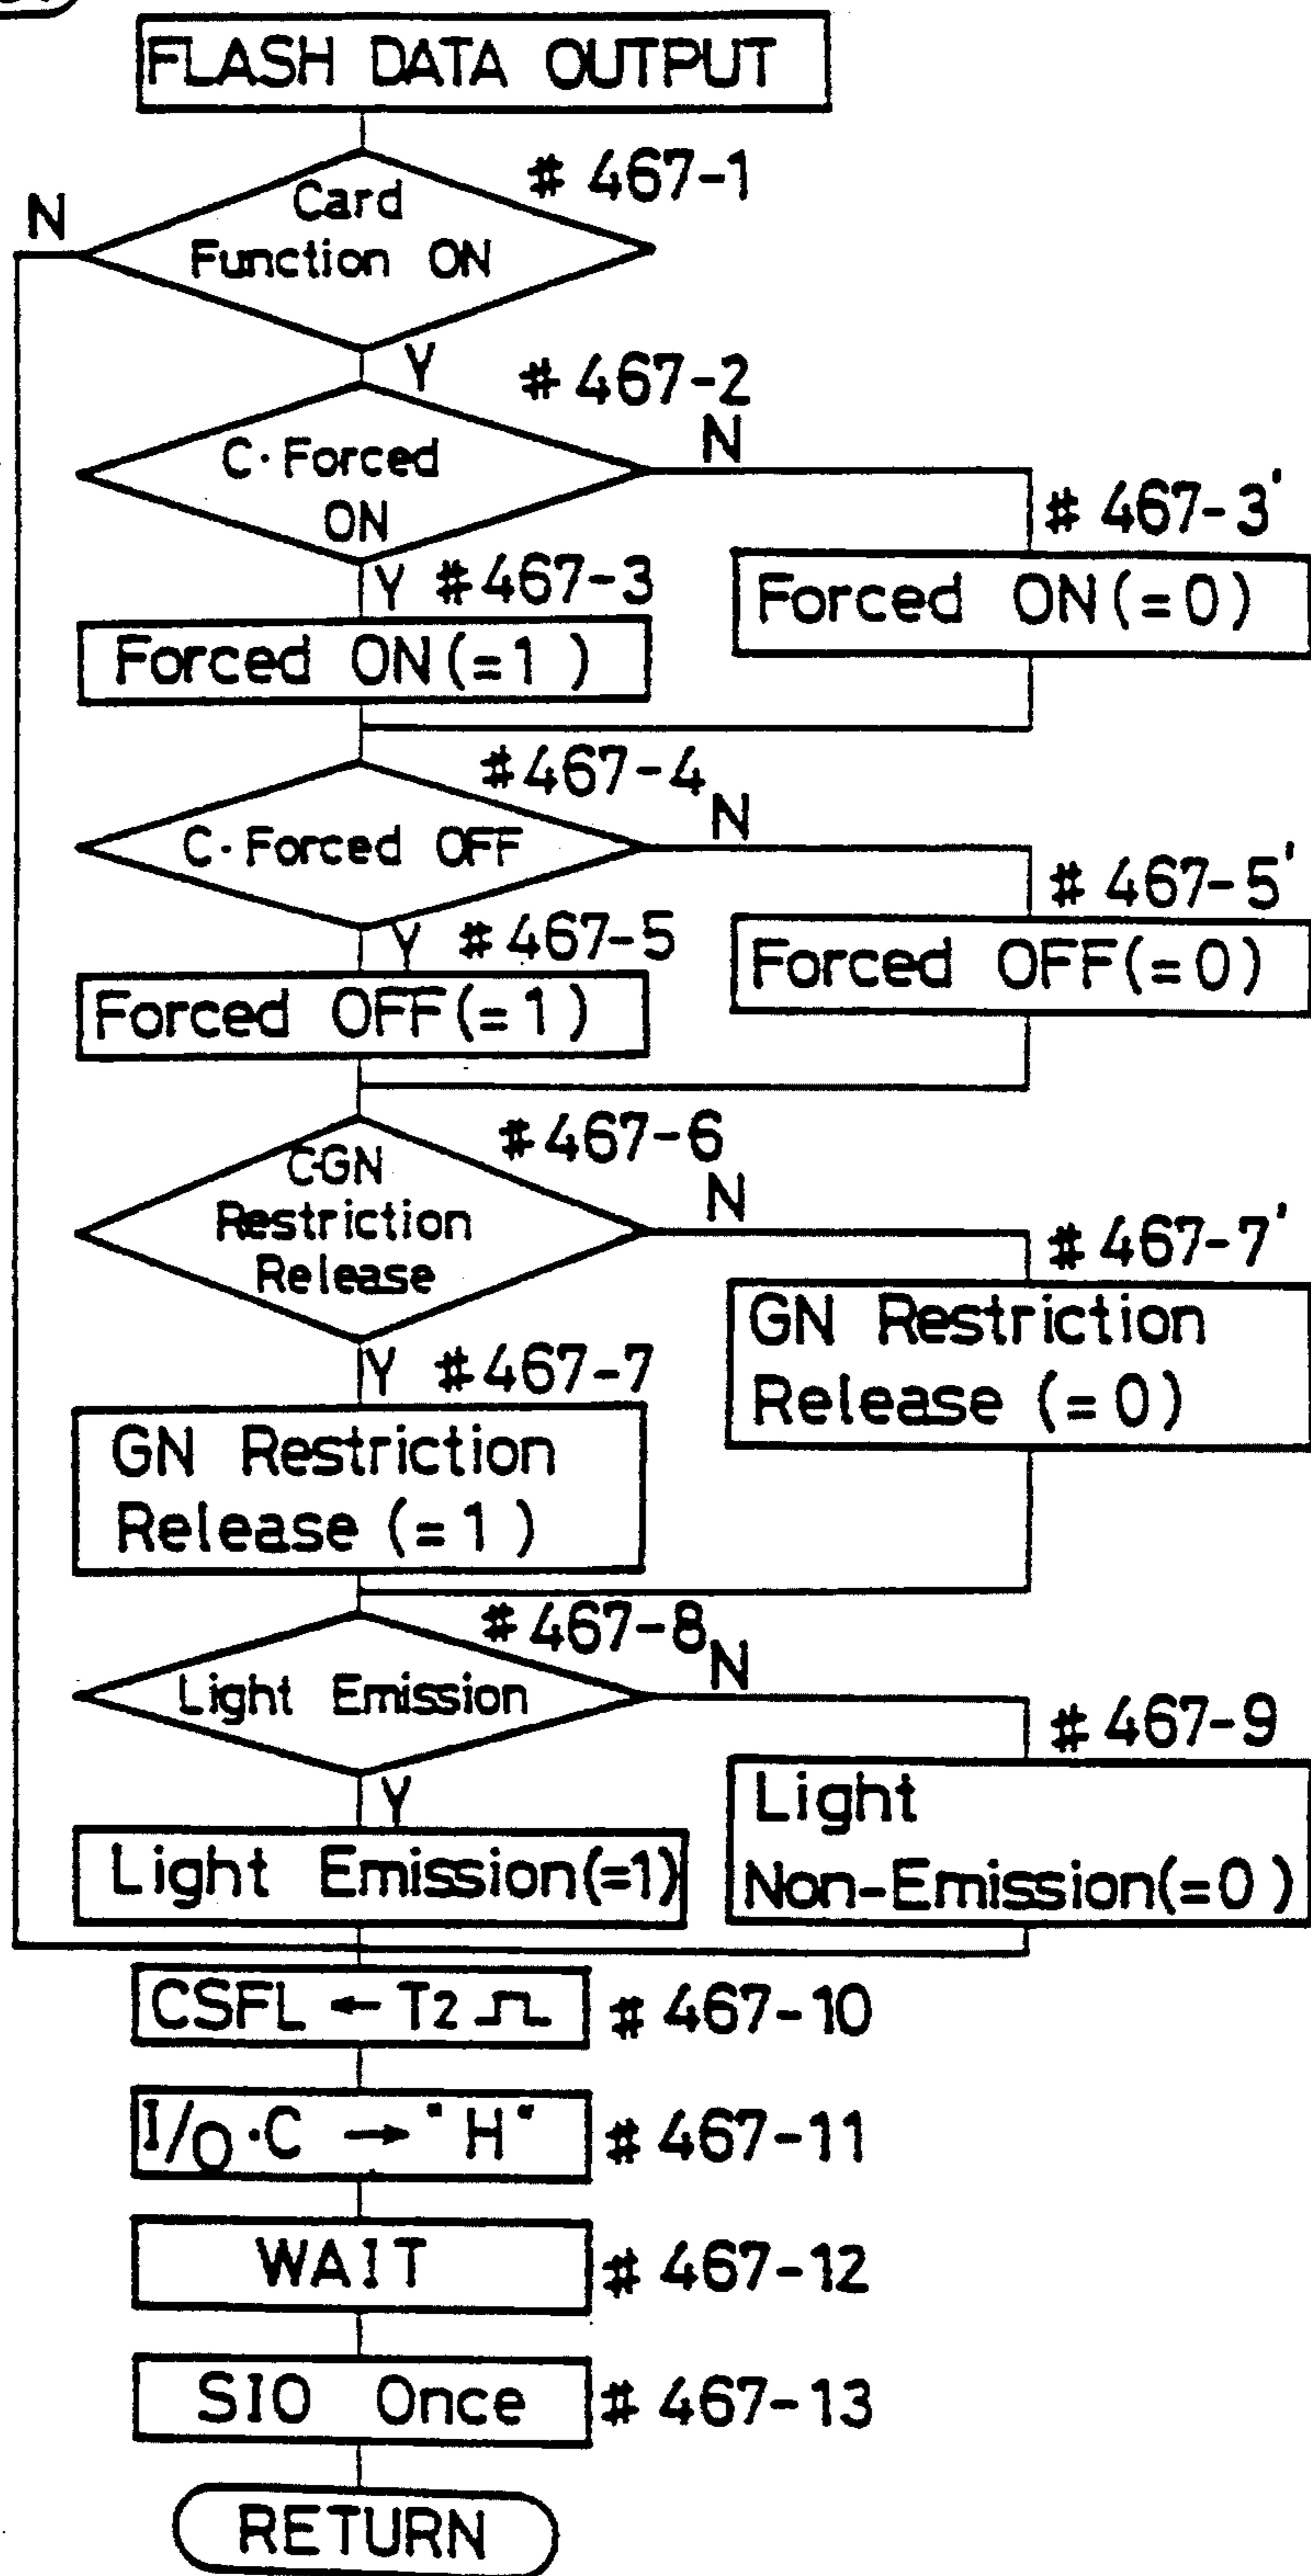 FLASH DATA OUTPUT
# 467-1
N
Card
Function ON
Y
# 467-2
C·Forced
ON
N
# 467-3'
Forced ON(=0)
Y
#467-3
Forced ON(=1)
#467-4
C·Forced OFF
N
# 467-5'
Forced OFF(=0)
Y
#467-5
Forced OFF(=1)
#467-6
C·GN
Restriction
Release
N
# 467-7'
GN Restriction
Release (=0)
Y
#467-7
GN Restriction
Release (=1)
#467-8
Light Emission
N
# 467-9
Light
Non-Emission(=0)
Y
Light Emission(=1)
CSFL ← T2
# 467-10
I/O·C → "H"
# 467-11
WAIT
# 467-12
SIO Once
# 467-13
RETURN